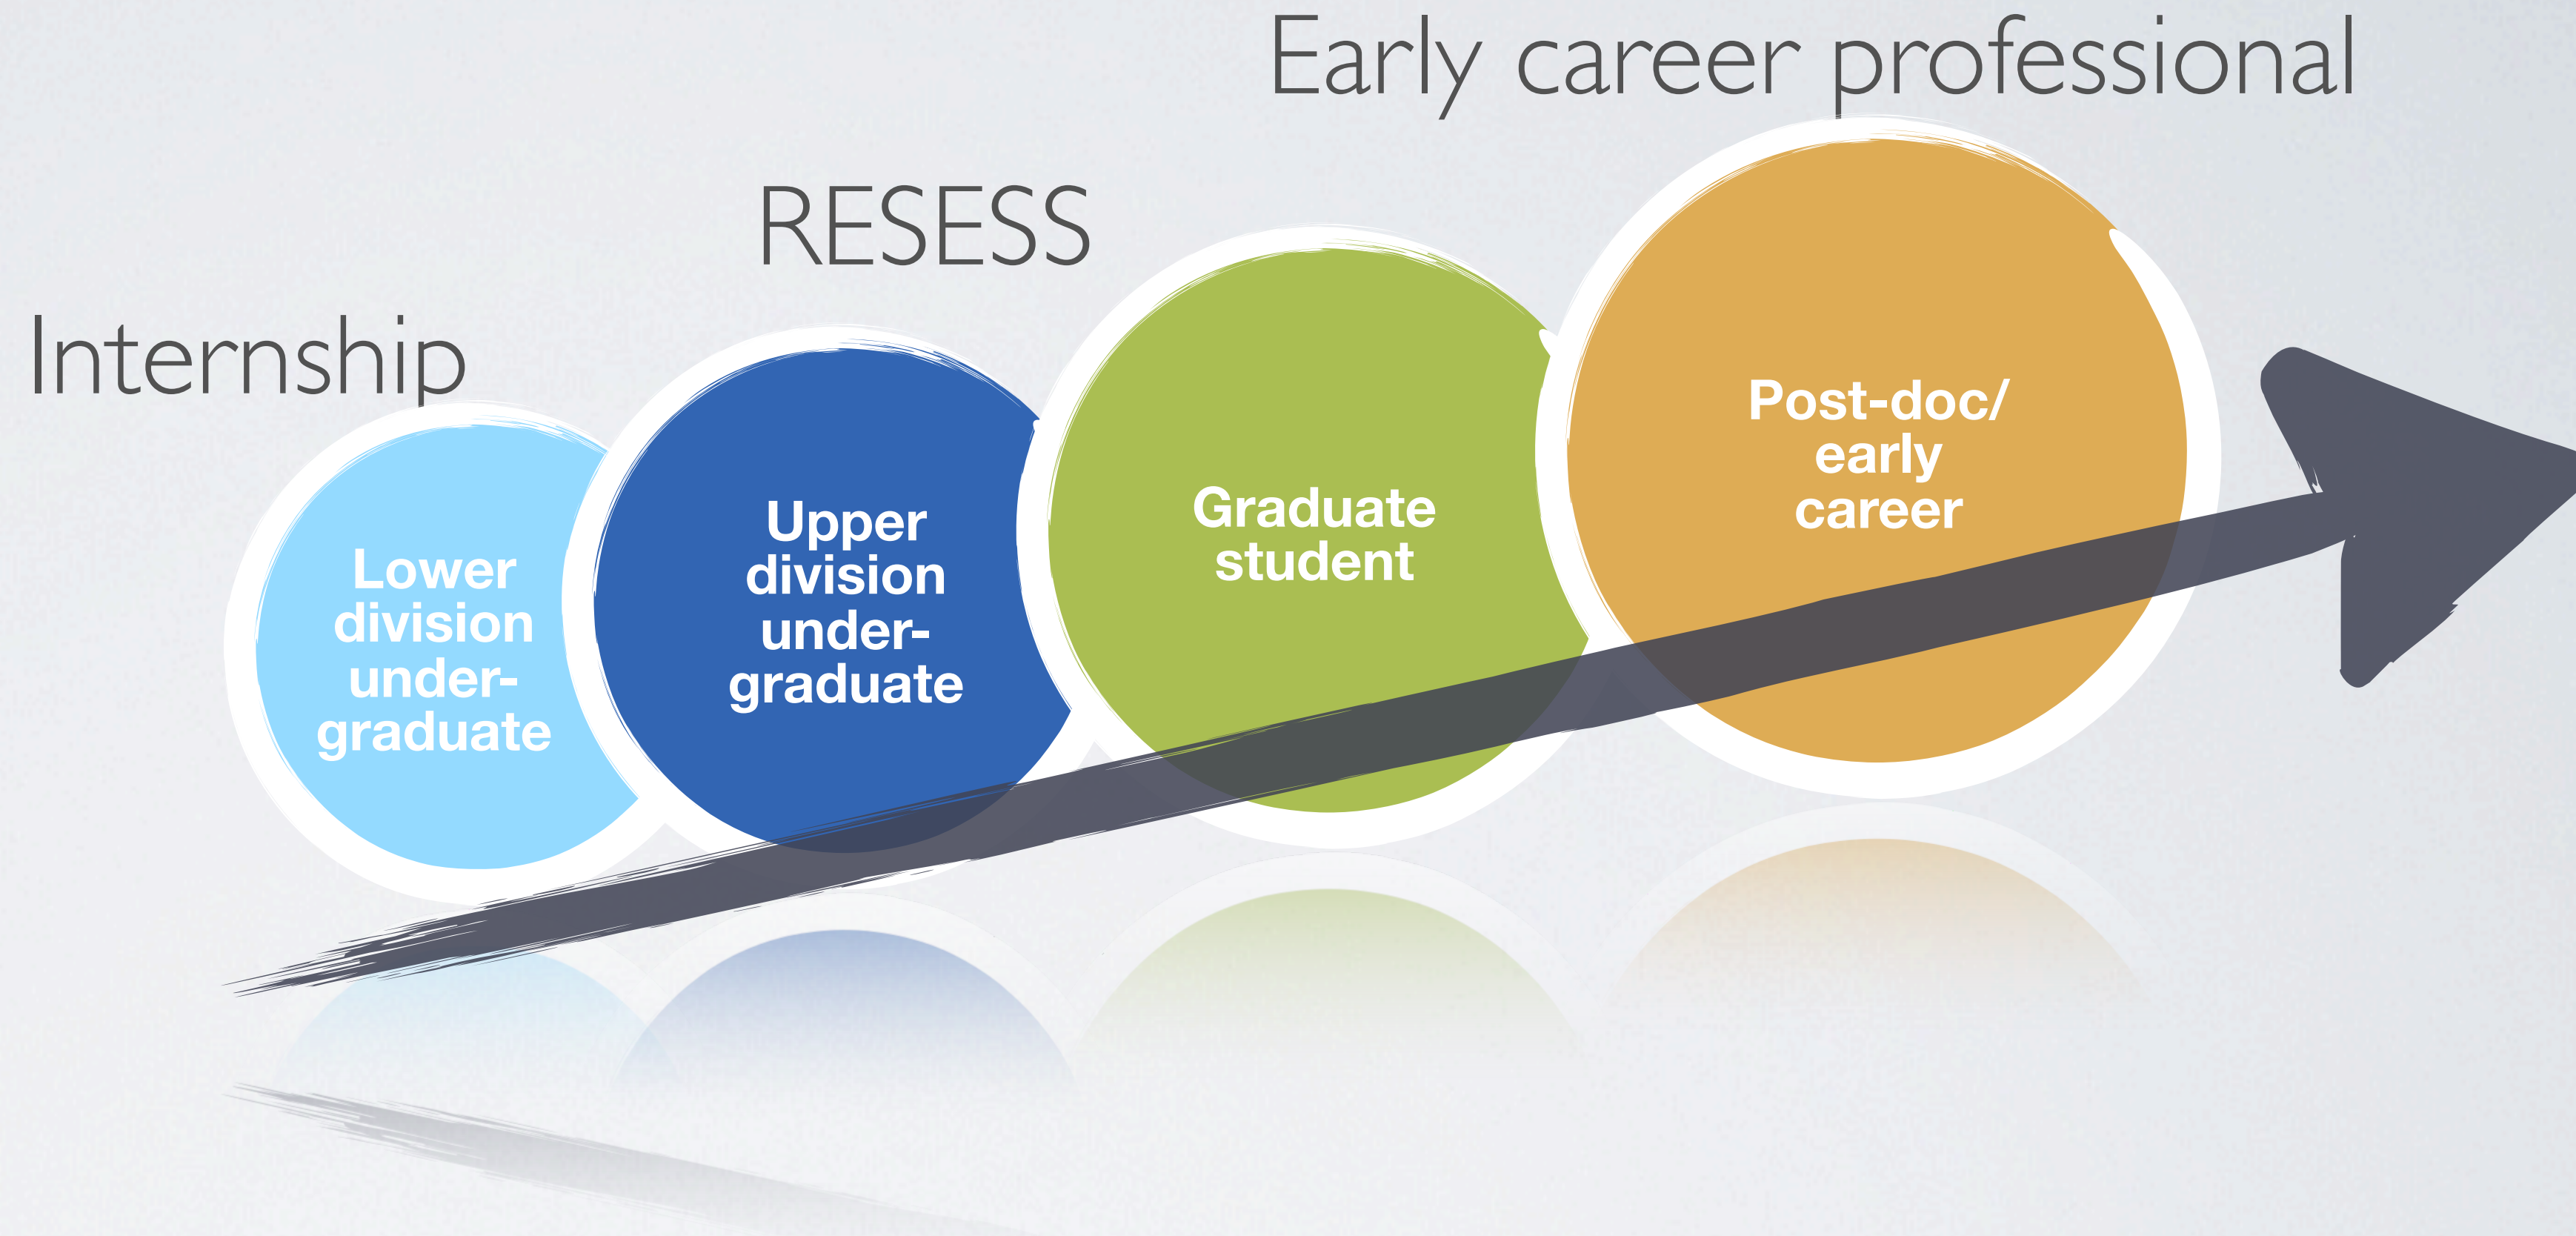 Early career professional
RESESS
Internship
Lower
division
under-
graduate
Upper
division
under-
graduate
Graduate
student
Post-doc/
early
career